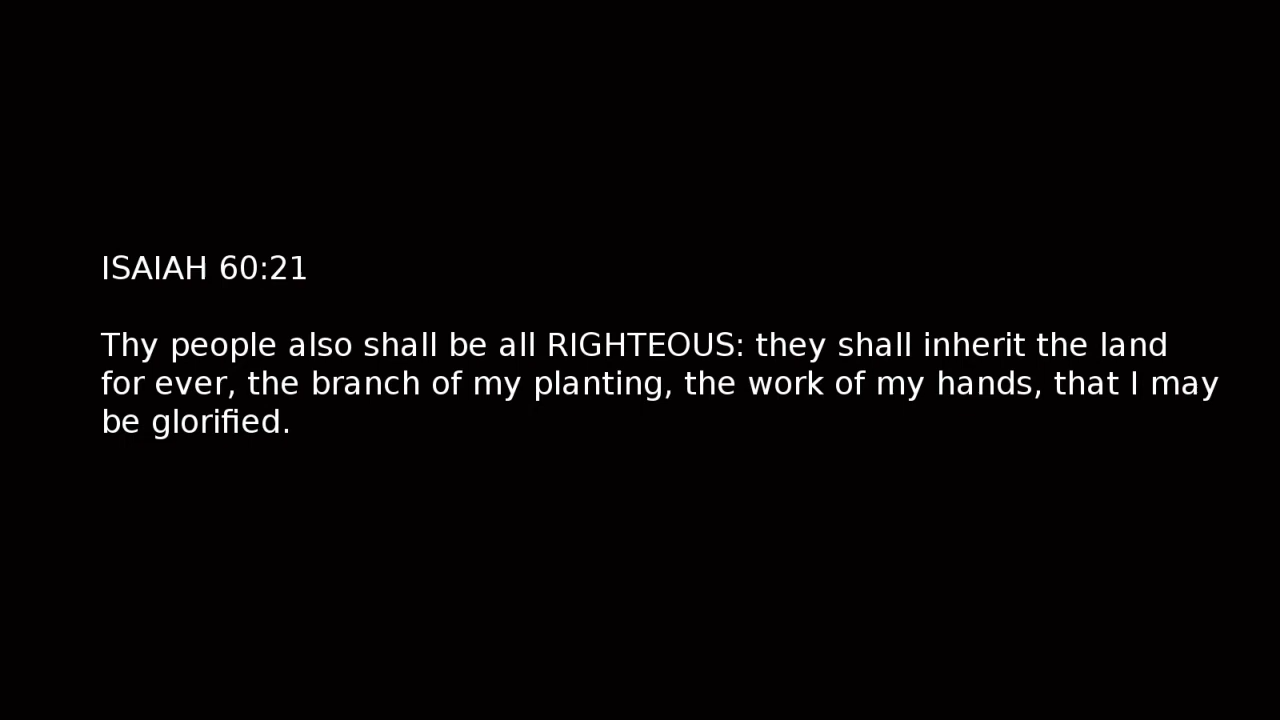 ISAIAH 60:21
Thy people also shall be all RIGHTEOUS: they shall inherit the land
for ever, the branch of my planting, the work of my hands, that I may
be glorified.